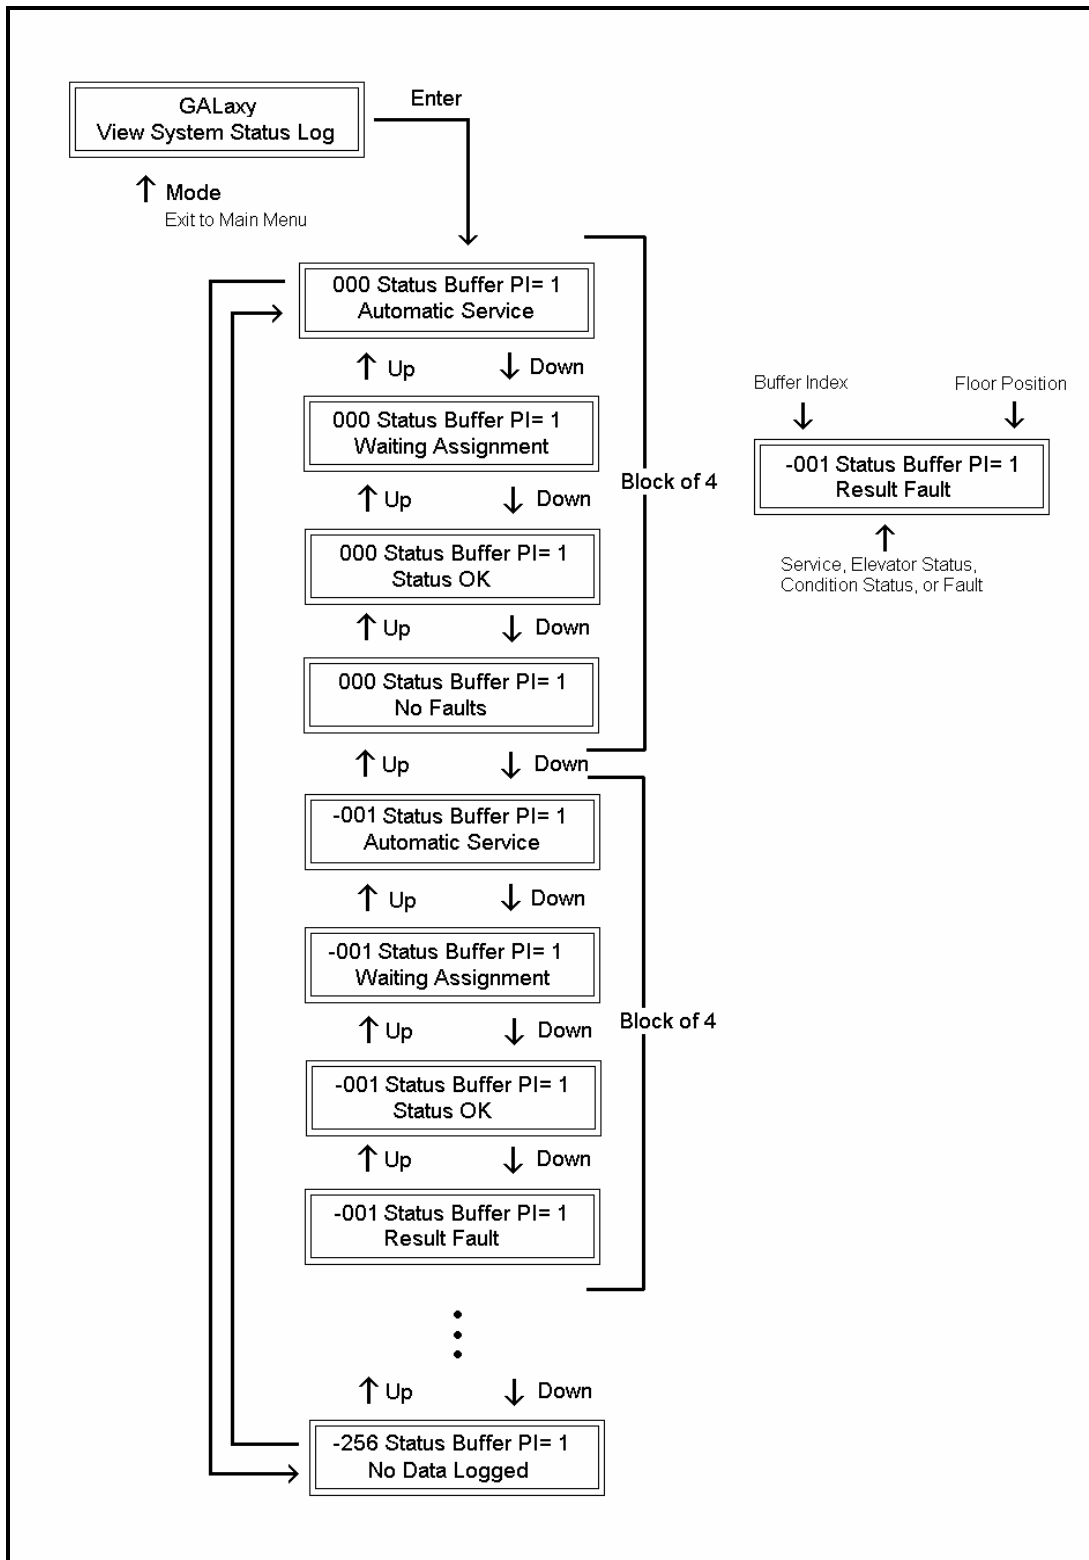 GALaxy
View System Status Log
Enter
Mode
Exit to Main Menu
000 Status Buffer PI= 1
Automatic Service
Up Down
000 Status Buffer PI= 1
Waiting Assignment
Up Down
000 Status Buffer PI= 1
Status OK
Up Down
000 Status Buffer PI= 1
No Faults
Block of 4
Up Down
-001 Status Buffer PI= 1
Automatic Service
Up Down
-001 Status Buffer PI= 1
Waiting Assignment
Up Down
-001 Status Buffer PI= 1
Status OK
Up Down
-001 Status Buffer PI= 1
Result Fault
Block of 4
Up Down
-256 Status Buffer PI= 1
No Data Logged
Buffer Index
Floor Position
-001 Status Buffer PI= 1
Result Fault
Service, Elevator Status,
Condition Status, or Fault